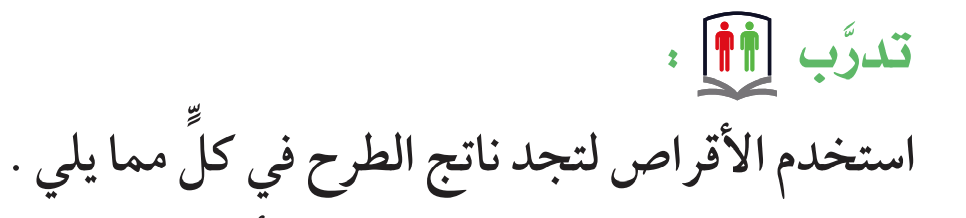 تدرَّب :
استخدم الأقراص لتجد ناتج الطرح في كلٍّ مما يلي .